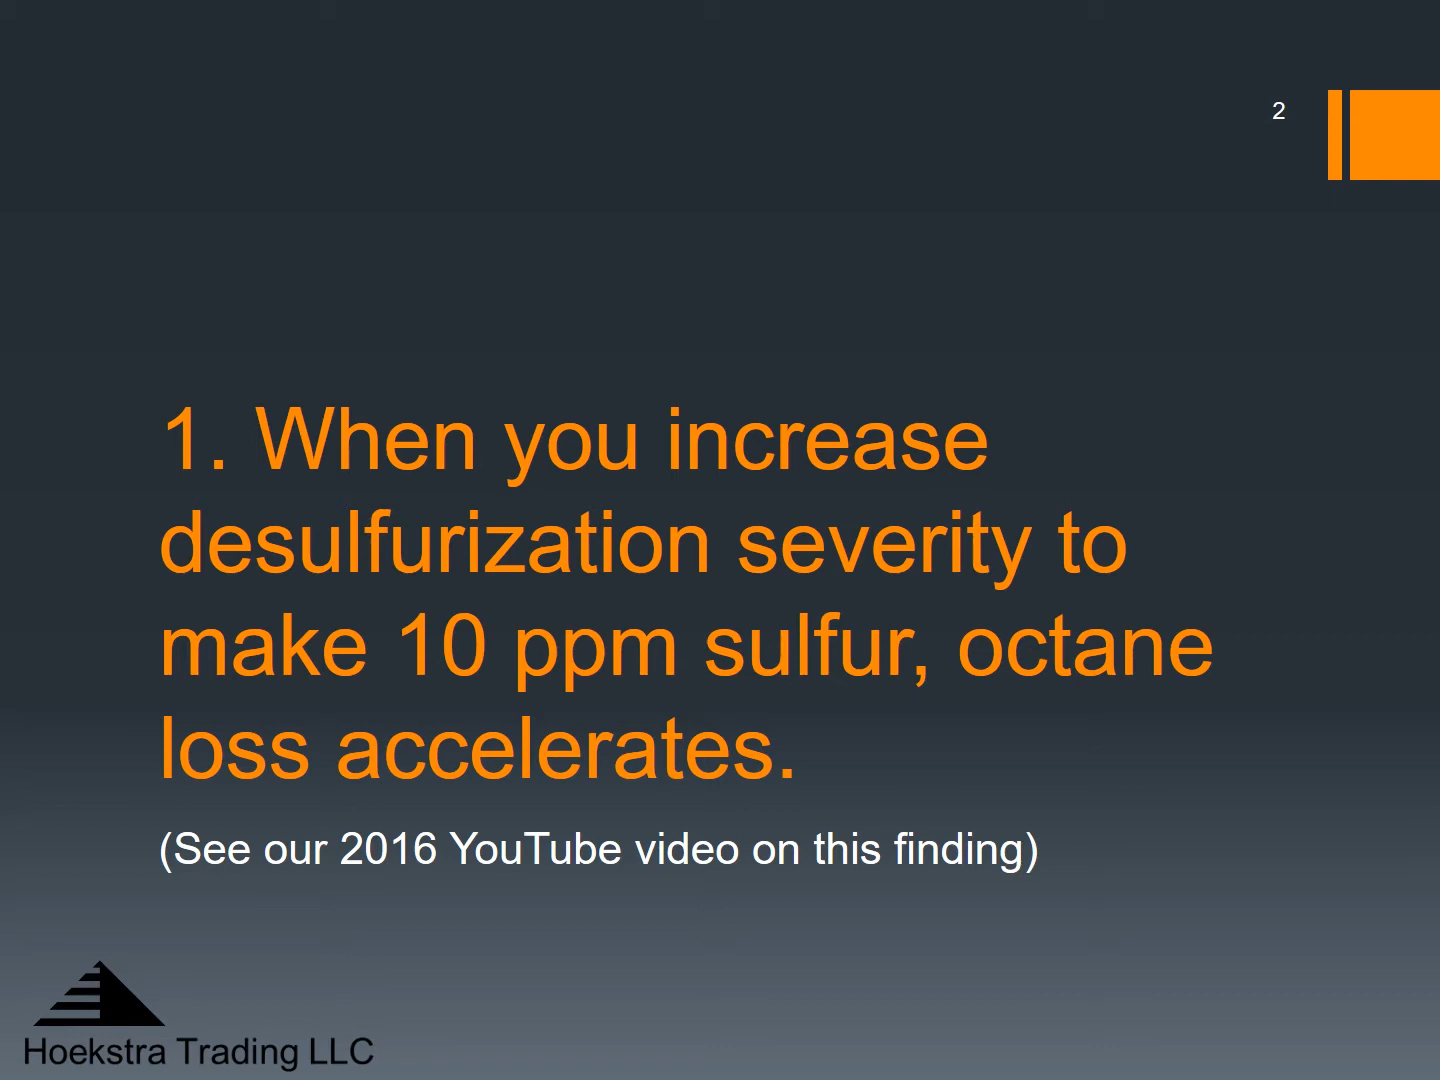 2
1. When you increase
desulfurization severity to
make 10 ppm sulfur, octane
loss accelerates.
(See our 2016 YouTube video on this finding)
Hoekstra Trading LLC